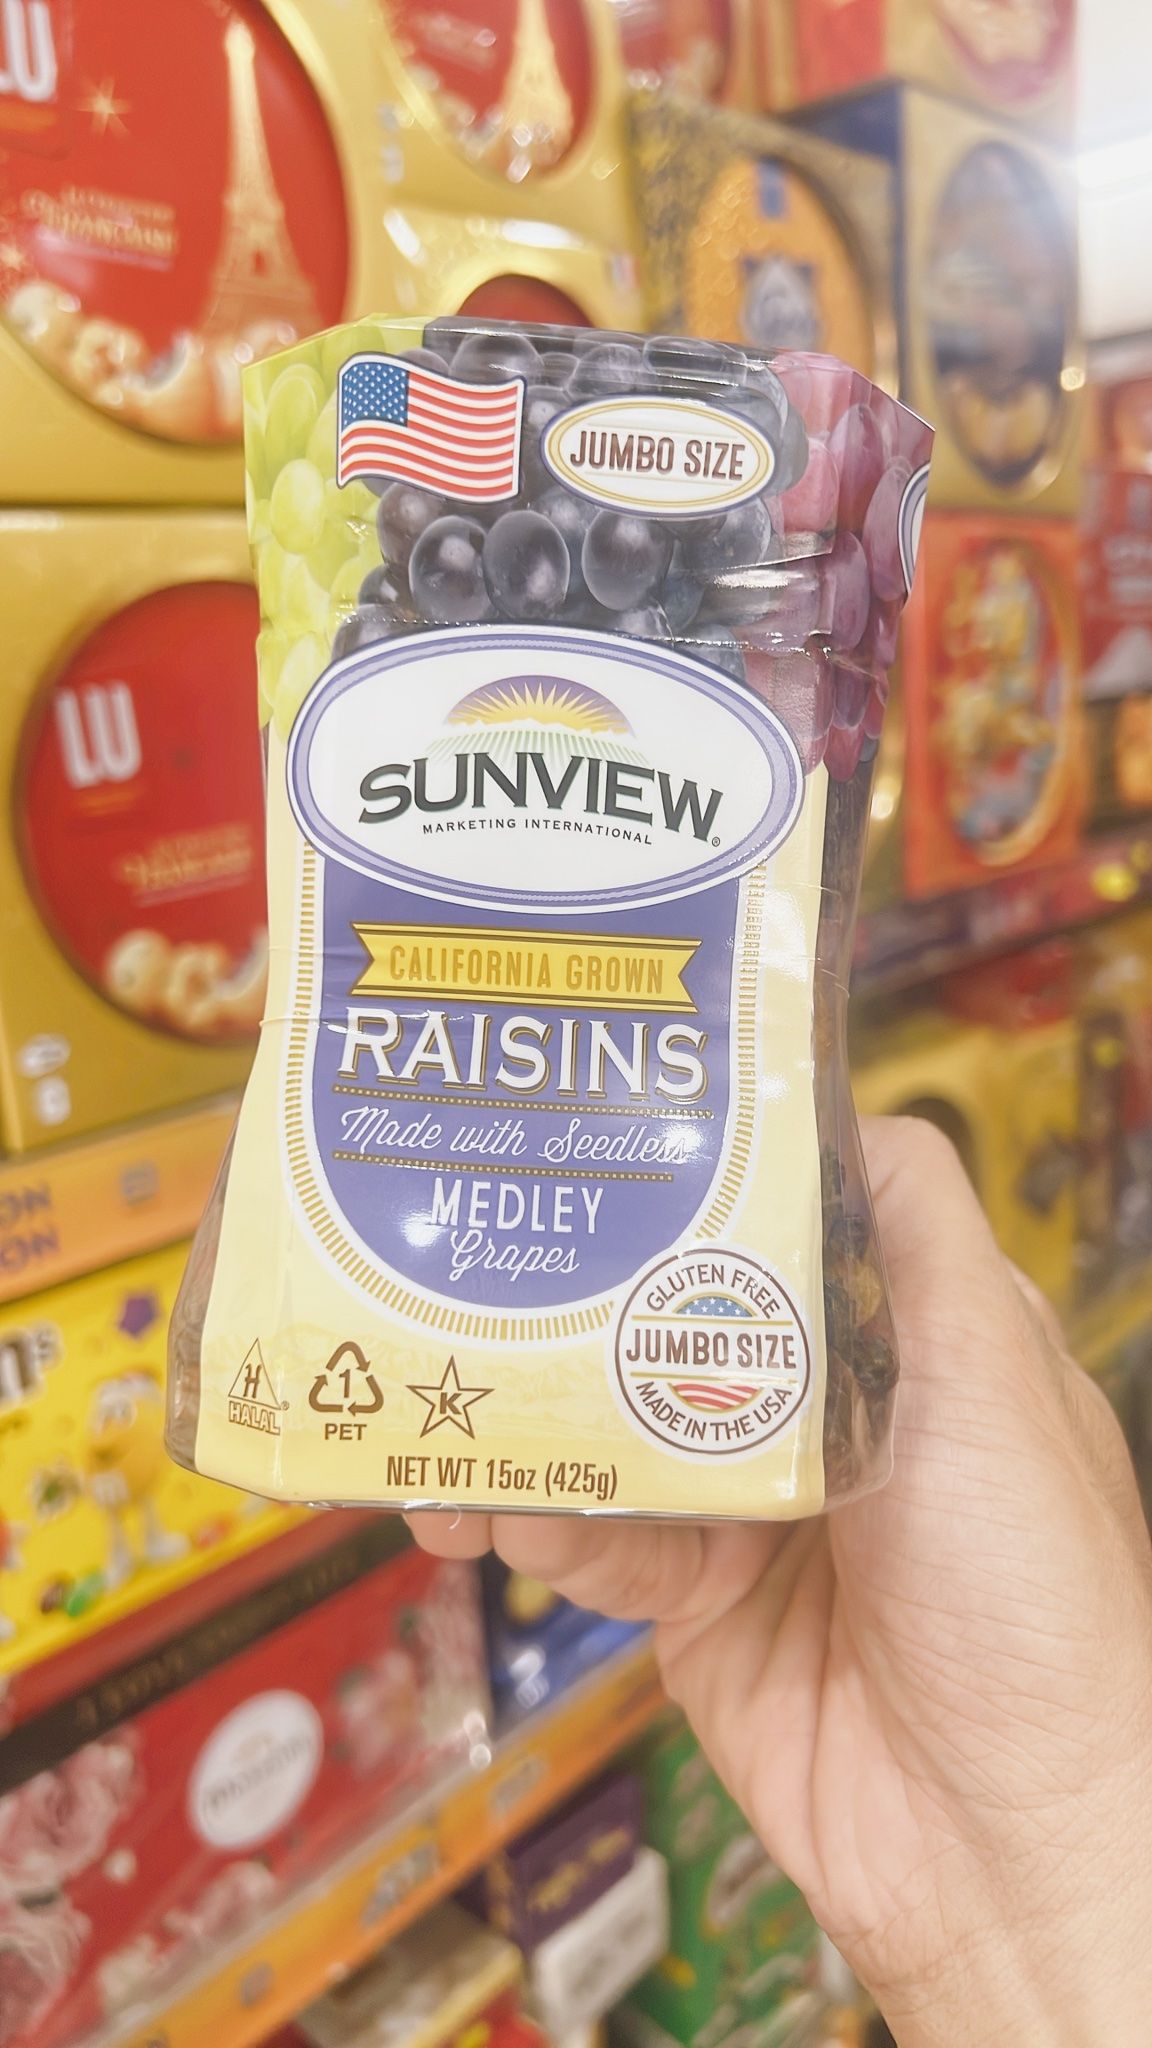 LU
JUMBO SIZE
SUNVIEW®
MARKETING INTERNATIONAL
LU
CALIFORNIA GROWN
RAISINS
Made with Seedless
MEDLEY
Grapes
GLUTEN FREE
JUMBO SIZE
MADE IN THE USA
H
HALAL®
1
PET
K
NET WT 15oz (425g)